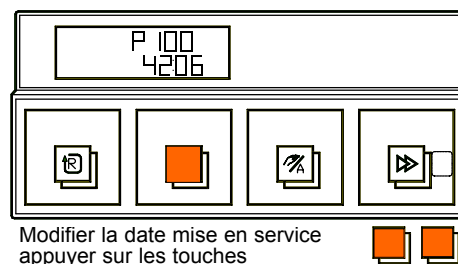 P 100
4206
R
A
Modifier la date mise en service
appuyer sur les touches